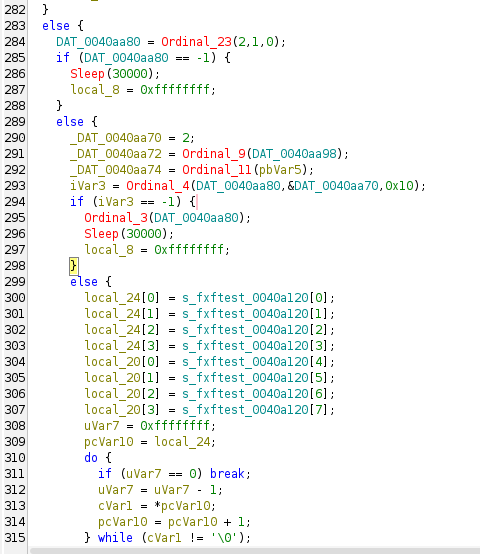 282 }
283 else {
284 DAT_0040aa80 = Ordinal_23(2,1,0);
285 if (DAT_0040aa80 == -1) {
286 Sleep(30000);
287 local_8 = 0xffffffff;
288 }
289 else {
290 _DAT_0040aa70 = 2;
291 _DAT_0040aa72 = Ordinal_9(DAT_0040aa98);
292 _DAT_0040aa74 = Ordinal_11(pbVar5);
293 iVar3 = Ordinal_4(DAT_0040aa80,&DAT_0040aa70,0x10);
294 if (iVar3 == -1) {
295 Ordinal_3(DAT_0040aa80);
296 Sleep(30000);
297 local_8 = 0xffffffff;
298 }
299 else {
300 local_24[0] = s_fxftest_0040a120[0];
301 local_24[1] = s_fxftest_0040a120[1];
302 local_24[2] = s_fxftest_0040a120[2];
303 local_24[3] = s_fxftest_0040a120[3];
304 local_20[0] = s_fxftest_0040a120[4];
305 local_20[1] = s_fxftest_0040a120[5];
306 local_20[2] = s_fxftest_0040a120[6];
307 local_20[3] = s_fxftest_0040a120[7];
308 uVar7 = 0xffffffff;
309 pcVar10 = local_24;
310 do {
311 if (uVar7 == 0) break;
312 uVar7 = uVar7 - 1;
313 cVar1 = *pcVar10;
314 pcVar10 = pcVar10 + 1;
315 } while (cVar1 != '\0');